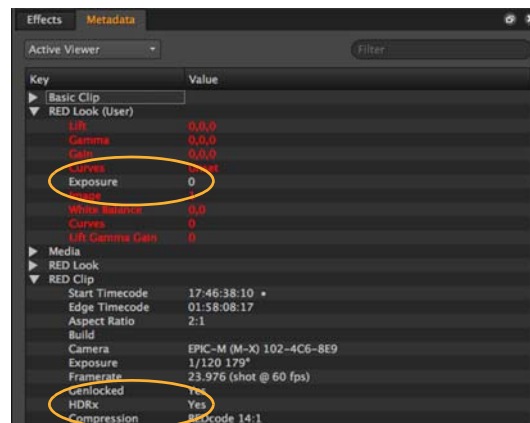 Effects Metadata
Active Viewer Filter
Key Value
Basic Clip
RED Look (User)
Lift 0,0,0
Gamma 0,0,0
Gain 0,0,0
Curves Unset
Exposure 0
Image 1
White Balance 0,0
Curves 0
Lift Gamma Gain 0
Media
RED Look
RED Clip
Start Timecode 17:46:38:10
Edge Timecode 01:58:08:17
Aspect Ratio 2:1
Build
Camera EPIC-M (M-X) 102-4C6-8E9
Exposure 1/120 179°
Framerate 23.976 (shot @ 60 fps)
Genlocked Yes
HDRx Yes
Compression REDcode 14:1